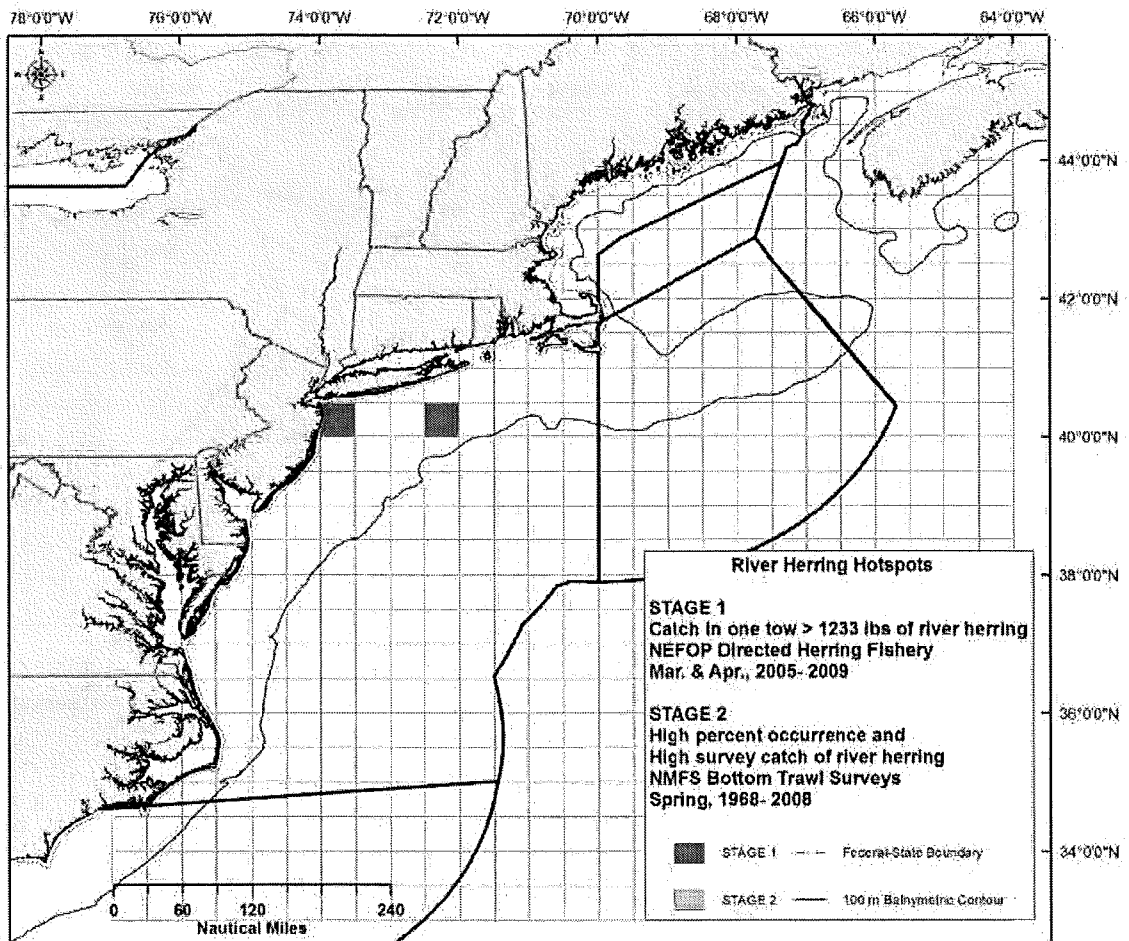 78°0'0"W 76°0'0"W 74°0'0"W 72°0'0"W 70°0'0"W 68°0'0"W 66°0'0"W 64°0'0"W
44°0'0"N
42°0'0"N
40°0'0"N
38°0'0"N
36°0'0"N
34°0'0"N
River Herring Hotspots
STAGE 1
Catch in one tow > 1233 lbs of river herring
NEFOP Directed Herring Fishery
Mar. & Apr., 2005- 2009
STAGE 2
High percent occurrence and
High survey catch of river herring
NMFS Bottom Trawl Surveys
Spring, 1968- 2008
STAGE 1 Federal-State Boundary
STAGE 2 100 m Bathymetric Contour
0 60 120 240
Nautical Miles